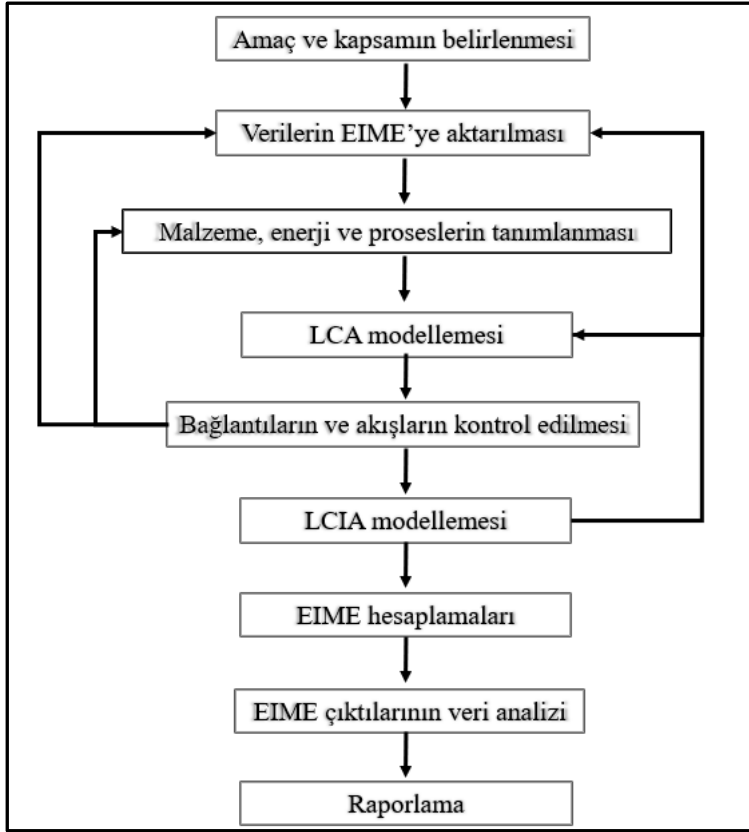 Amaç ve kapsamın belirlenmesi
Verilerin EIME’ye aktarılması
Malzeme, enerji ve proseslerin tanımlanması
LCA modellemesi
Bağlantıların ve akışların kontrol edilmesi
LCIA modellemesi
EIME hesaplamaları
EIME çıktılarının veri analizi
Raporlama